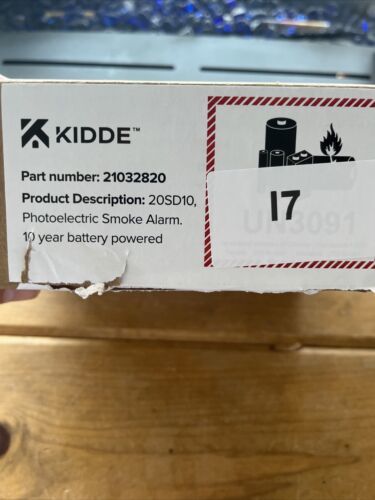 KIDDE™
Part number: 21032820
Product Description: 20SD10,
Photoelectric Smoke Alarm.
10 year battery powered
17
UN3091